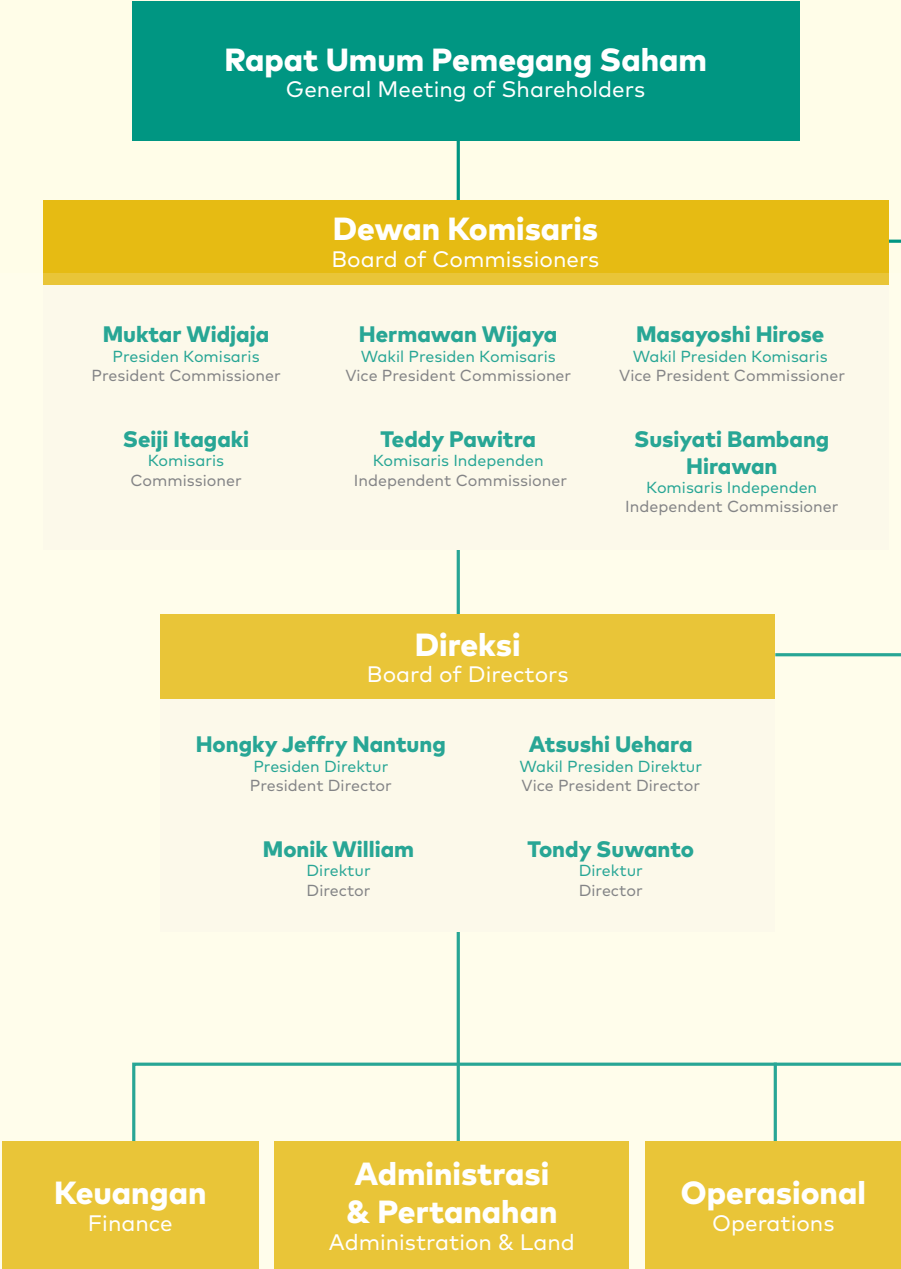 Rapat Umum Pemegang Saham
General Meeting of Shareholders
Dewan Komisaris
Board of Commissioners
Muktar Widjaja
Presiden Komisaris
President Commissioner
Hermawan Wijaya
Wakil Presiden Komisaris
Vice President Commissioner
Masayoshi Hirose
Wakil Presiden Komisaris
Vice President Commissioner
Seiji Itagaki
Komisaris
Commissioner
Teddy Pawitra
Komisaris Independen
Independent Commissioner
Susiyati Bambang
Hirawan
Komisaris Independen
Independent Commissioner
Direksi
Board of Directors
Hongky Jeffry Nantung
Presiden Direktur
President Director
Atsushi Uehara
Wakil Presiden Direktur
Vice President Director
Monik William
Direktur
Director
Tondy Suwanto
Direktur
Director
Keuangan
Finance
Administrasi
& Pertanahan
Administration & Land
Operasional
Operations